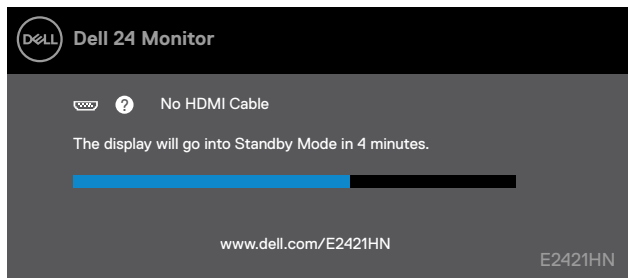 DELL Dell 24 Monitor
? No HDMI Cable
The display will go into Standby Mode in 4 minutes.
www.dell.com/E2421HN
E2421HN